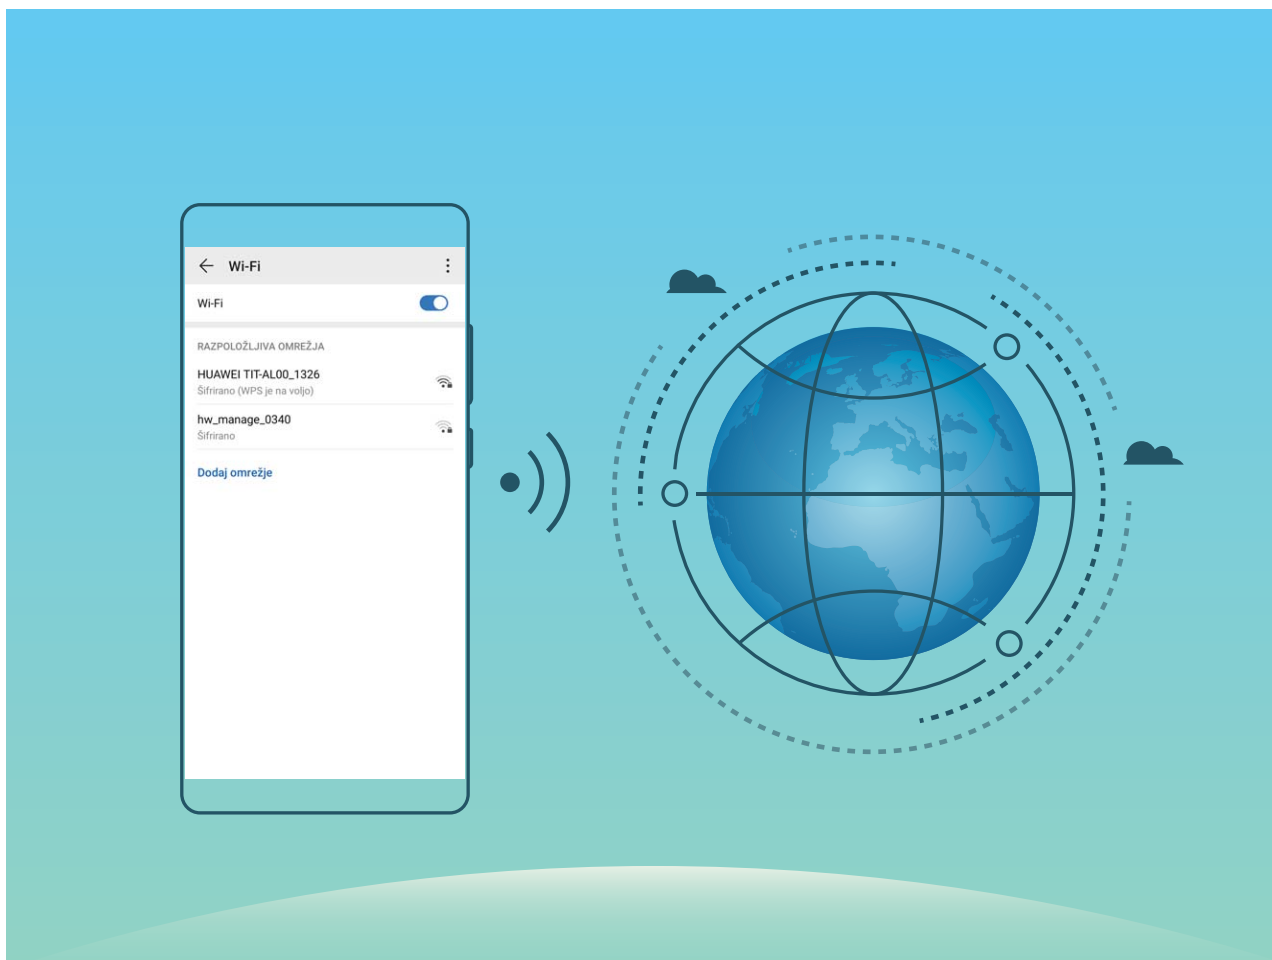 Wi-Fi
Wi-Fi
RAZPOLOŽLJIVA OMREŽJA
HUAWEI TIT-AL00_1326
Šifrirano (WPS je na voljo)
hw_manage_0340
Šifrirano
Dodaj omrežje